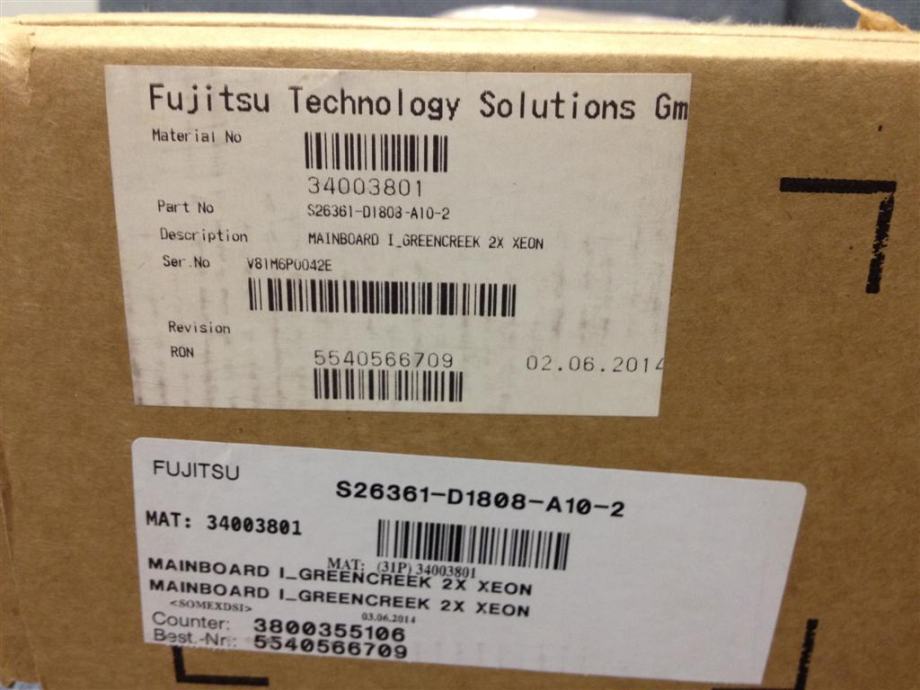 Fujitsu Technology Solutions Gm
Material No
34003801
Part No S26361-D1808-A10-2
Description MAINBOARD I_GREENCREEK 2X XEON
Ser.No V81M6P0042E
Revision
RON 5540566709 02.06.2014
FUJITSU
S26361-D1808-A10-2
MAT: 34003801
MAT: (31P) 34003801
MAINBOARD I_GREENCREEK 2X XEON
MAINBOARD I_GREENCREEK 2X XEON
<SOMEXDSI> 03.06.2014
Counter: 3800355106
Best.-Nr.: 5540566709